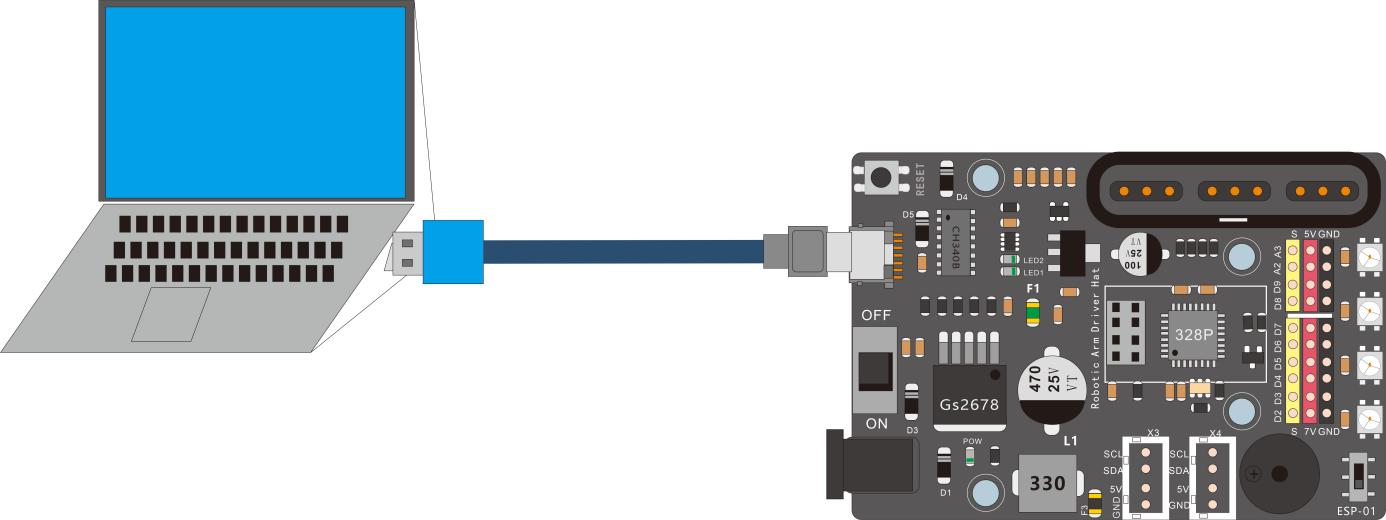 RESET
D4
D5
CH340B
LED2
LED1
F1
100
25V
VT
Robotic Arm Driver Hat
S 5V GND
A3
A2
D9
D8
D7
D6
D5
D4
D3
D2
S 7V GND
328P
OFF
ON
470
25V
VT
Gs2678
D3
POW
D1
L1
330
F3
X3
SCL
SDA
5V
GND
X4
SCL
SDA
5V
GND
ESP-01